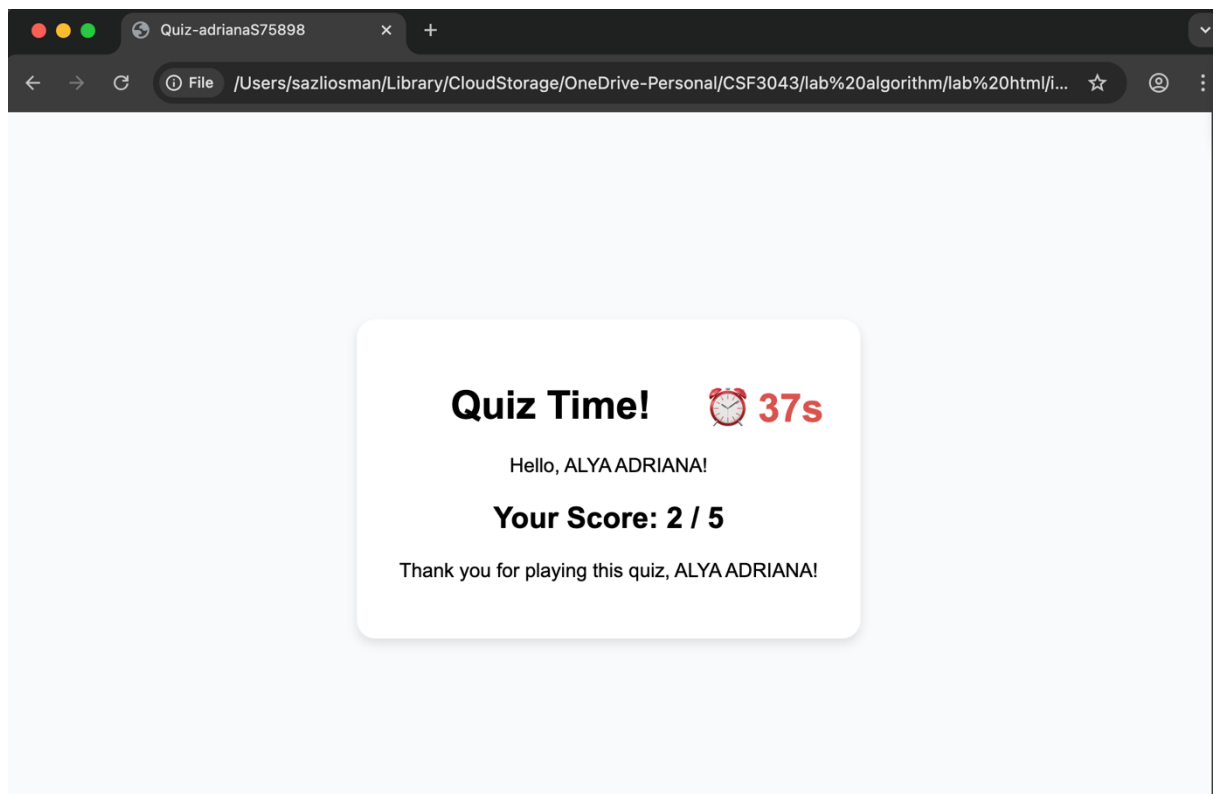 Quiz-adrianaS75898
File /Users/sazliosman/Library/CloudStorage/OneDrive-Personal/CSF3043/lab%20algorithm/lab%20html/i...
Quiz Time! ⏰ 37s
Hello, ALYA ADRIANA!
Your Score: 2 / 5
Thank you for playing this quiz, ALYA ADRIANA!